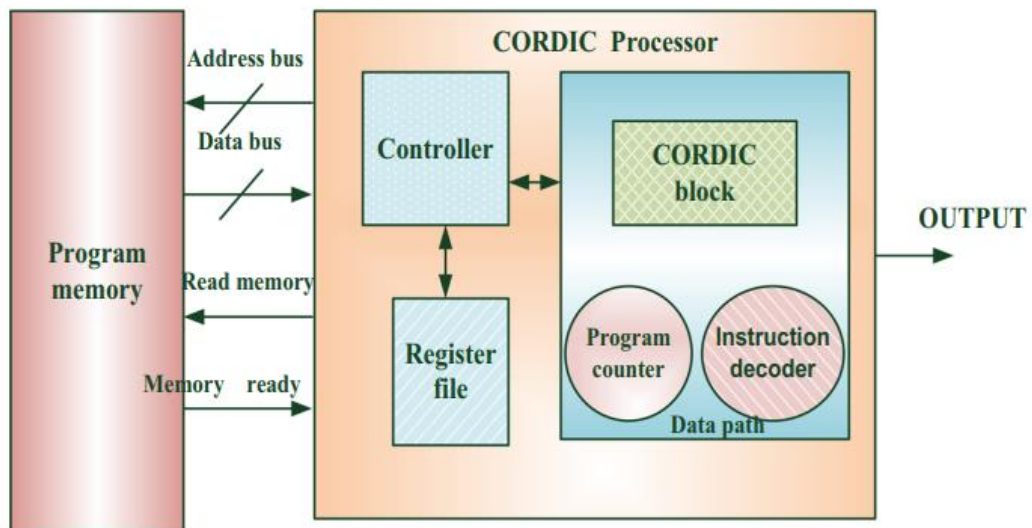 CORDIC Processor
Address bus
Data bus
Read memory
Memory ready
Program
memory
Controller
Register
file
CORDIC
block
Program
counter
Instruction
decoder
Data path
OUTPUT